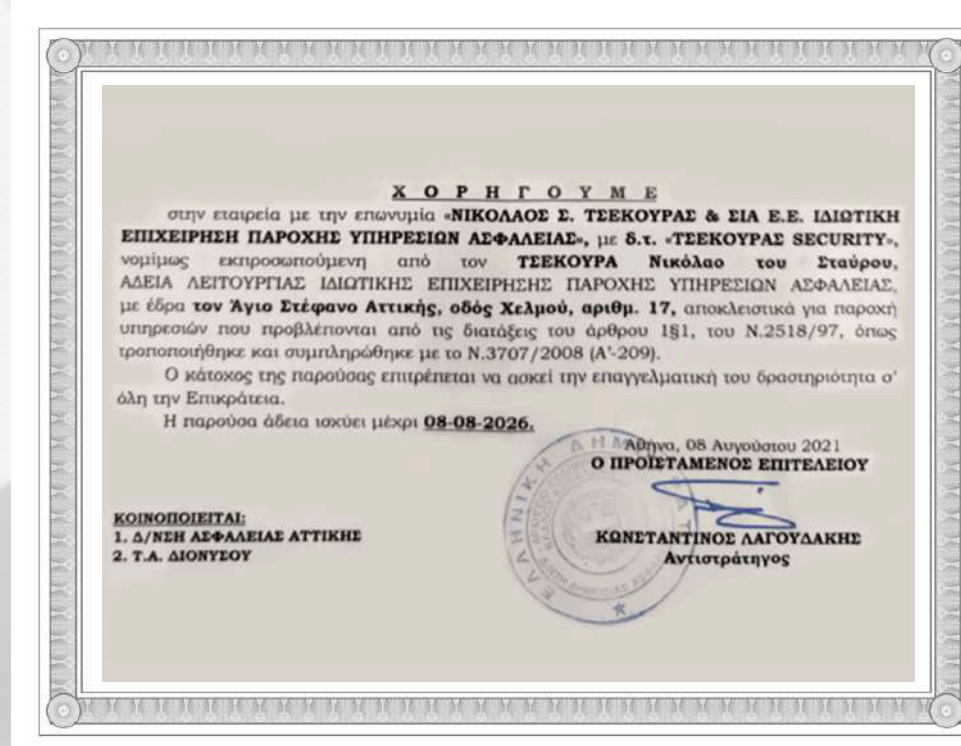 Χ Ο Ρ Η Γ Ο Υ Μ Ε
στην εταιρεία με την επωνυμία «ΝΙΚΟΛΑΟΣ Σ. ΤΣΕΚΟΥΡΑΣ & ΣΙΑ Ε.Ε. ΙΔΙΩΤΙΚΗ
ΕΠΙΧΕΙΡΗΣΗ ΠΑΡΟΧΗΣ ΥΠΗΡΕΣΙΩΝ ΑΣΦΑΛΕΙΑΣ», με δ.τ. «ΤΣΕΚΟΥΡΑΣ SECURITY»,
νομίμως εκπροσωπούμενη από τον ΤΣΕΚΟΥΡΑ Νικόλαο του Σταύρου,
ΑΔΕΙΑ ΛΕΙΤΟΥΡΓΙΑΣ ΙΔΙΩΤΙΚΗΣ ΕΠΙΧΕΙΡΗΣΗΣ ΠΑΡΟΧΗΣ ΥΠΗΡΕΣΙΩΝ ΑΣΦΑΛΕΙΑΣ,
με έδρα τον Άγιο Στέφανο Αττικής, οδός Χελμού, αριθμ. 17, αποκλειστικά για παροχή
υπηρεσιών που προβλέπονται από τις διατάξεις του άρθρου 1§1, του Ν.2518/97, όπως
τροποποιήθηκε και συμπληρώθηκε με το Ν.3707/2008 (Α'-209).
Ο κάτοχος της παρούσας επιτρέπεται να ασκεί την επαγγελματική του δραστηριότητα σ'
όλη την Επικράτεια.
Η παρούσα άδεια ισχύει μέχρι 08-08-2026.
Αθήνα, 08 Αυγούστου 2021
Ο ΠΡΟΪΣΤΑΜΕΝΟΣ ΕΠΙΤΕΛΕΙΟΥ
ΚΩΝΣΤΑΝΤΙΝΟΣ ΛΑΓΟΥΔΑΚΗΣ
Αντιστράτηγος
ΚΟΙΝΟΠΟΙΕΙΤΑΙ:
1. Δ/ΝΣΗ ΑΣΦΑΛΕΙΑΣ ΑΤΤΙΚΗΣ
2. Τ.Α. ΔΙΟΝΥΣΟΥ
ΕΛΛΗΝΙΚΗ